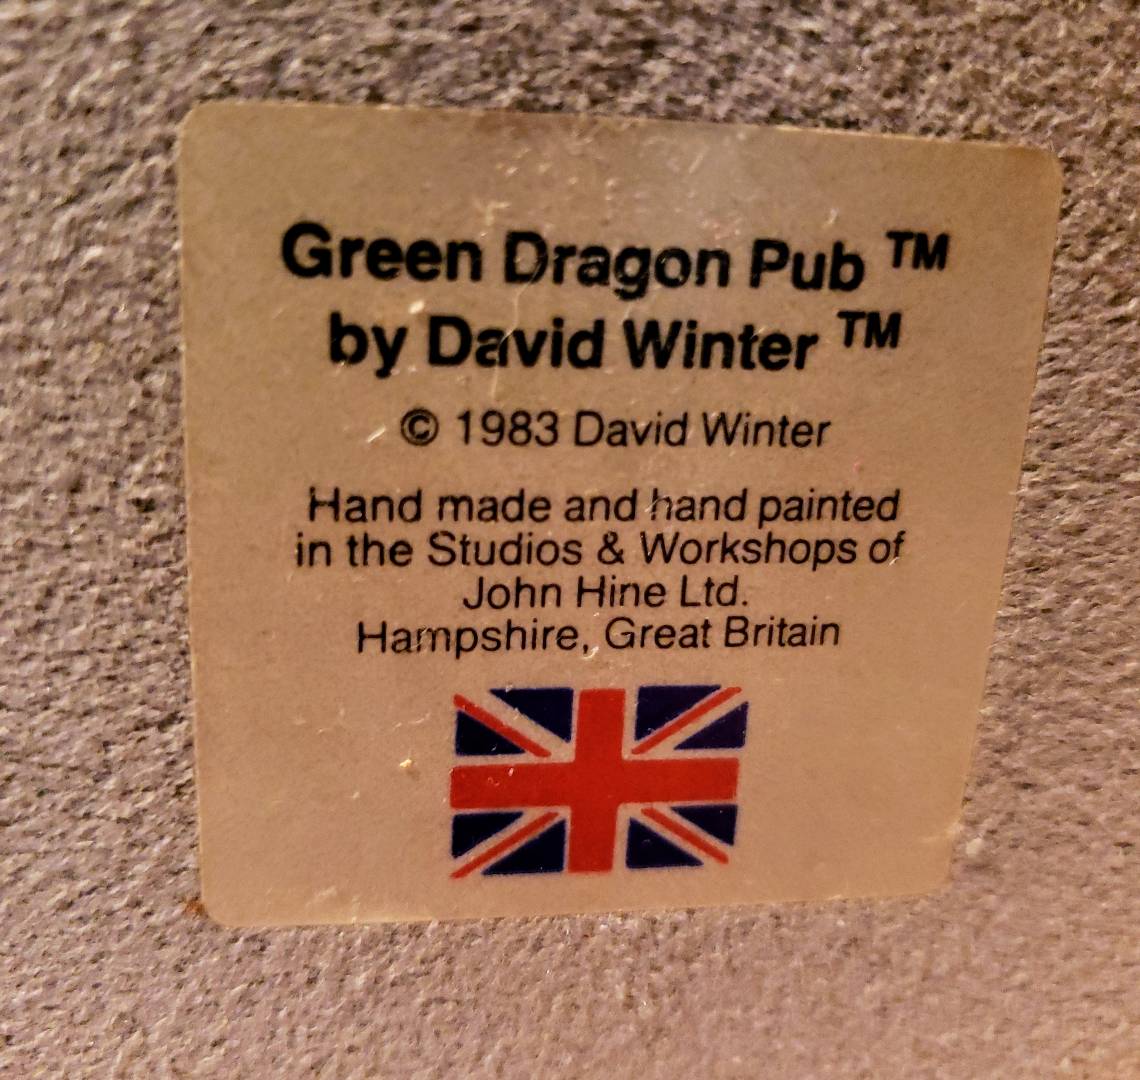 Green Dragon Pub ™
by David Winter ™
© 1983 David Winter
Hand made and hand painted
in the Studios & Workshops of
John Hine Ltd.
Hampshire, Great Britain